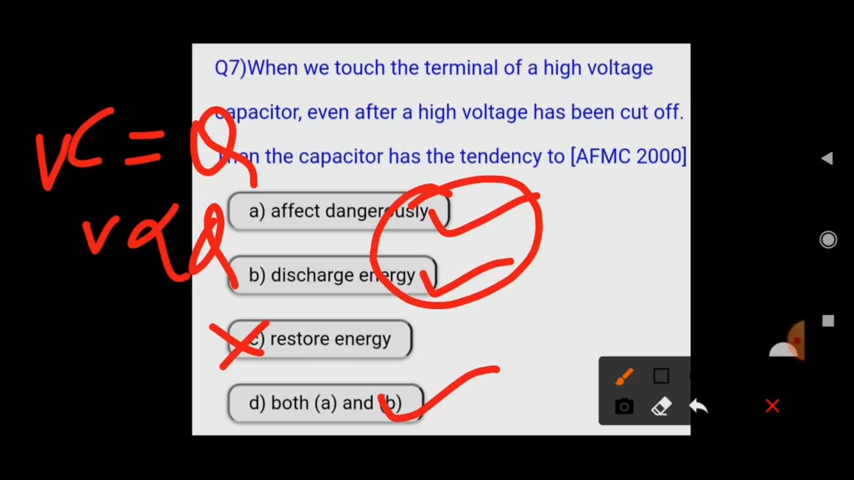 Q7)When we touch the terminal of a high voltage
capacitor, even after a high voltage has been cut off.
then the capacitor has the tendency to [AFMC 2000]
VC = Q
V ∝ Q
a) affect dangerously
b) discharge energy
c) restore energy
d) both (a) and (b)